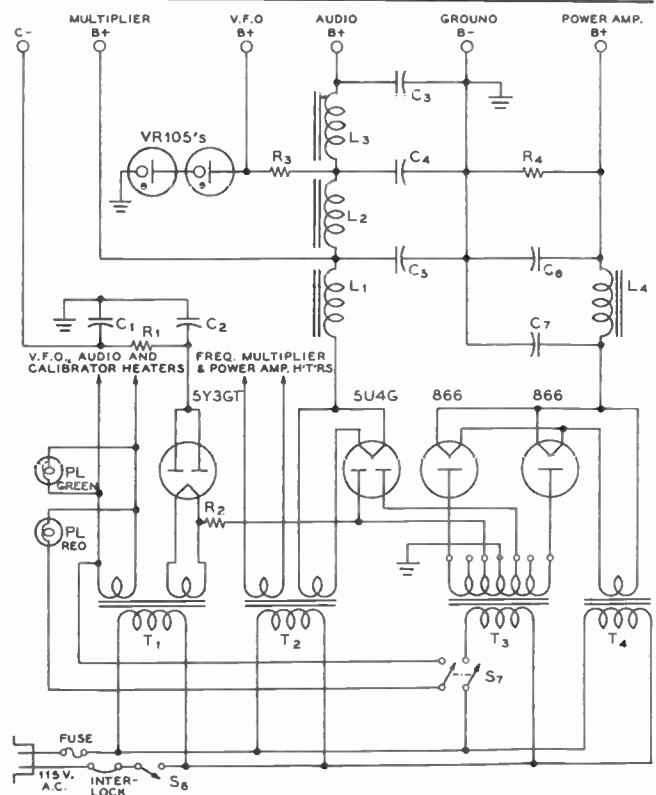 C-
MULTIPLIER B+
V.F.O B+
AUDIO B+
GROUND B-
POWER AMP. B+
C3
L3
VR105's
R3
C4
R4
L2
C5
C6
L1
L4
C1
R1
C2
C7
V.F.O., AUDIO AND
CALIBRATOR HEATERS
FREQ. MULTIPLIER
& POWER AMP. H'T'RS.
5Y3GT
5U4G
866
866
PL
GREEN
R2
PL
RED
T1
T2
T3
T4
S7
FUSE
115 V.
A.C.
INTER-
LOCK
S8